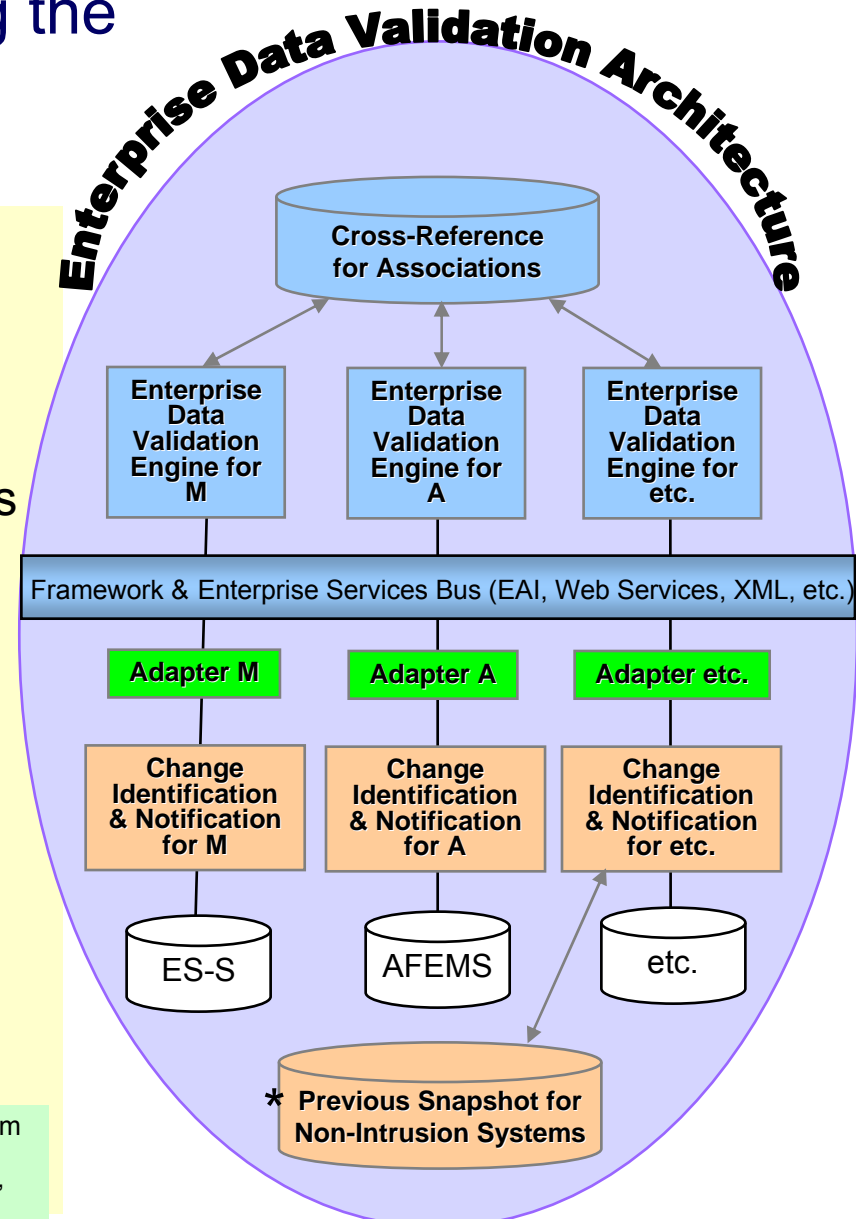 g the
Enterprise Data Validation Architecture
Cross-Reference
for Associations
Enterprise
Data
Validation
Engine for
M
Enterprise
Data
Validation
Engine for
A
Enterprise
Data
Validation
Engine for
etc.
s
Framework & Enterprise Services Bus (EAI, Web Services, XML, etc.)
Adapter M
Adapter A
Adapter etc.
Change
Identification
& Notification
for M
Change
Identification
& Notification
for A
Change
Identification
& Notification
for etc.
ES-S
AFEMS
etc.
* Previous Snapshot for
Non-Intrusion Systems
m
,